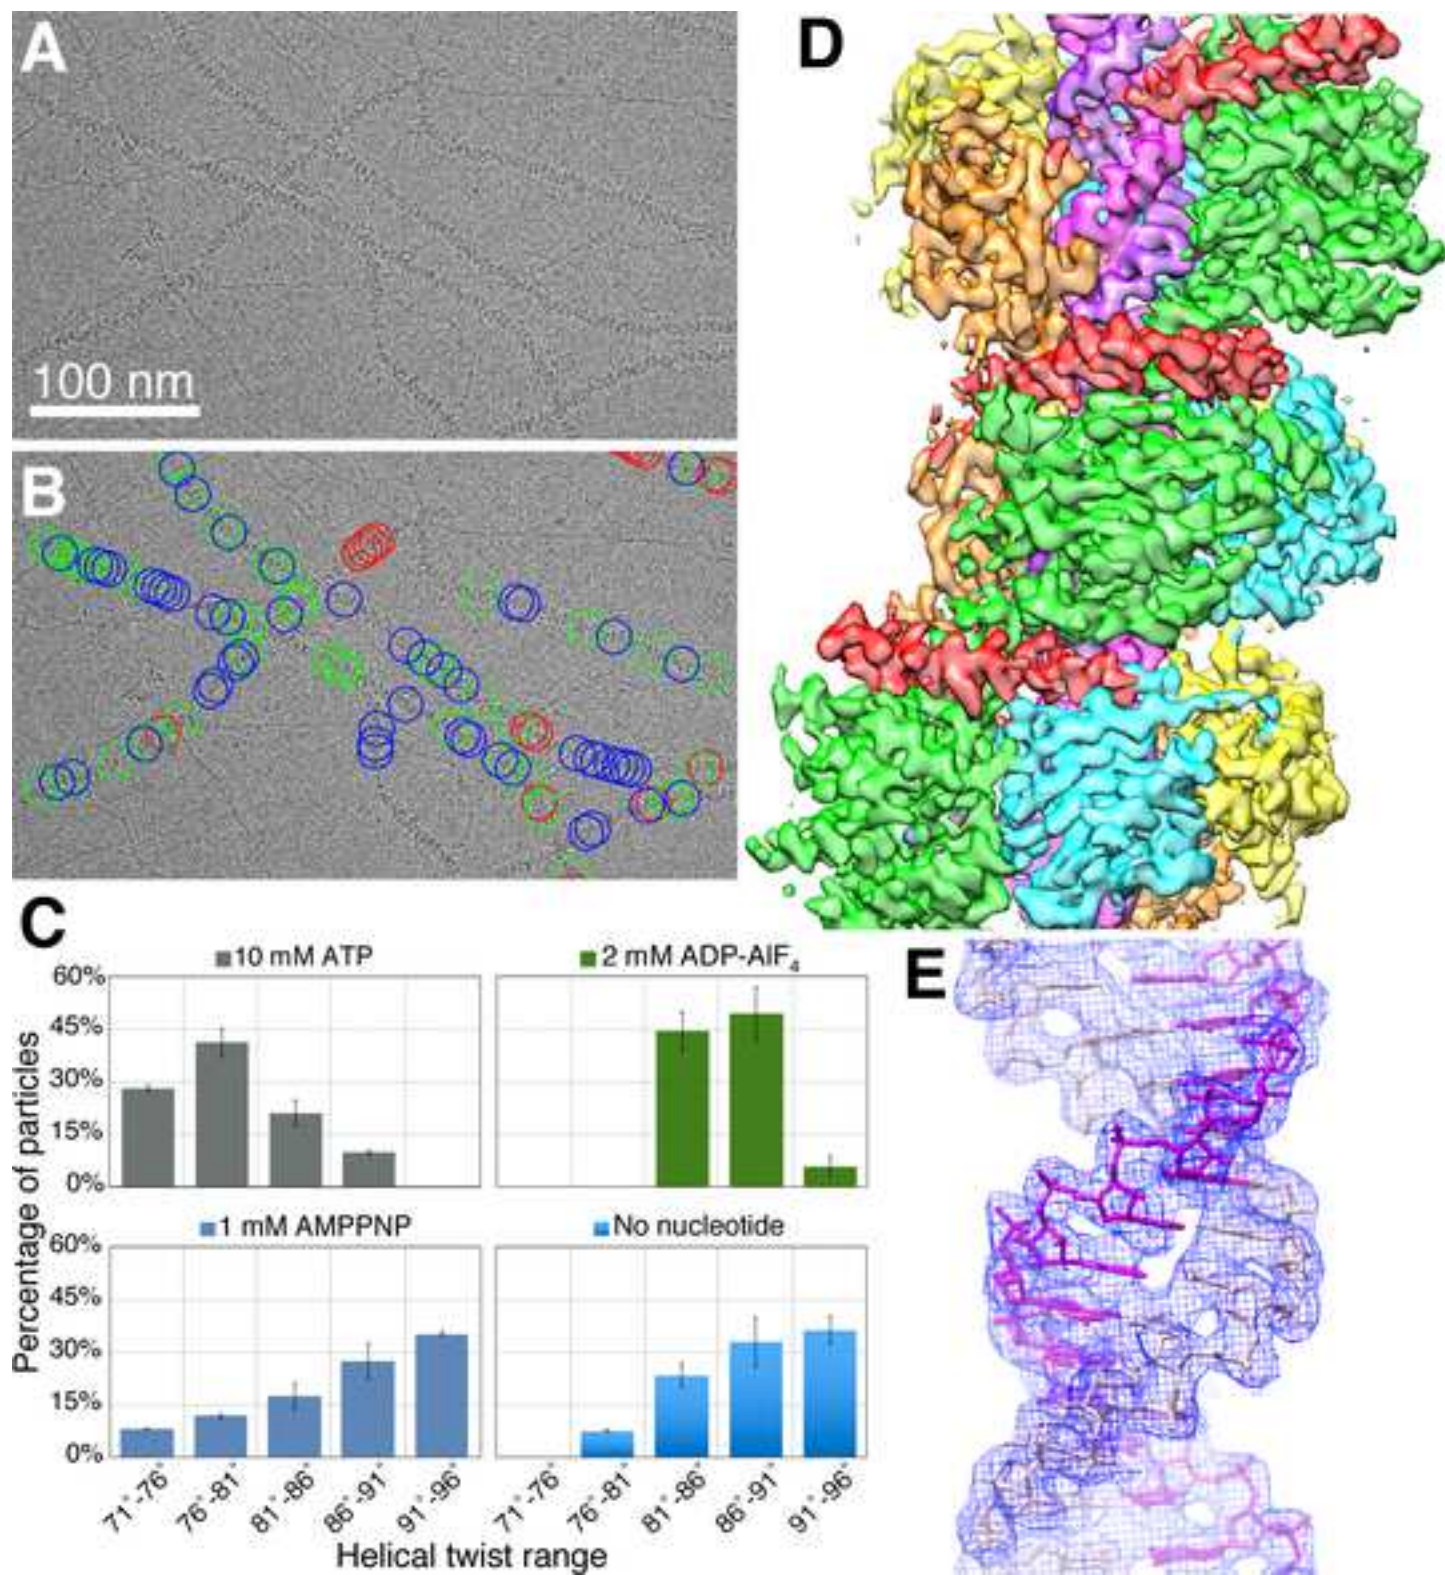 A
100 nm
B
C
10 mM ATP
2 mM ADP-AlF4
60%
45%
30%
15%
0%
1 mM AMPPNP
No nucleotide
60%
45%
30%
15%
0%
Percentage of particles
71°-76°
76°-81°
81°-86°
86°-91°
91°-96°
71°-76°
76°-81°
81°-86°
86°-91°
91°-96°
Helical twist range
D
E